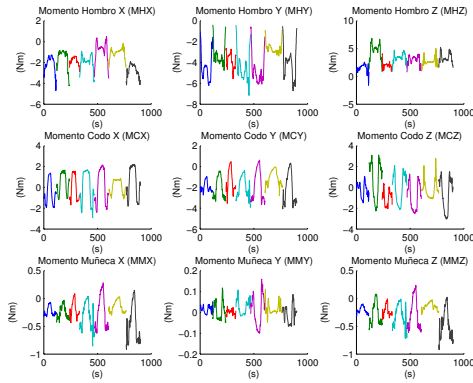 Momento Hombro X (MHX)
Momento Hombro Y (MHY)
Momento Hombro Z (MHZ)
2
0
−2
−4
−6
(Nm)
0 500 1000
(s)
0
−2
−4
−6
−8
(Nm)
0 500 1000
(s)
10
5
0
−5
(Nm)
0 500 1000
(s)
Momento Codo X (MCX)
Momento Codo Y (MCY)
Momento Codo Z (MCZ)
4
2
0
−2
−4
(Nm)
0 500 1000
(s)
2
0
−2
−4
−6
(Nm)
0 500 1000
(s)
4
2
0
−2
−4
(Nm)
0 500 1000
(s)
Momento Muñeca X (MMX)
Momento Muñeca Y (MMY)
Momento Muñeca Z (MMZ)
0.5
0
−0.5
−1
(Nm)
0 500 1000
(s)
0.2
0.1
0
−0.1
−0.2
(Nm)
0 500 1000
(s)
0.5
0
−0.5
−1
(Nm)
0 500 1000
(s)